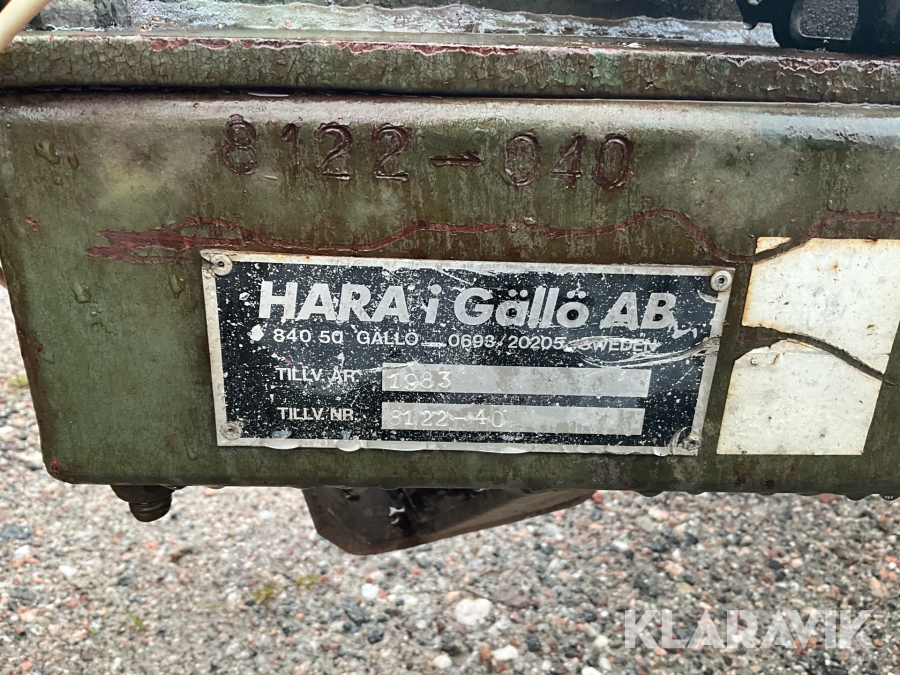 8122-040
HARA i Gällö AB
840 50 GÄLLÖ 0693/20205 SWEDEN
TILLV. ÅR 1983
TILLV. NR. 8122-40
KLARAVIK